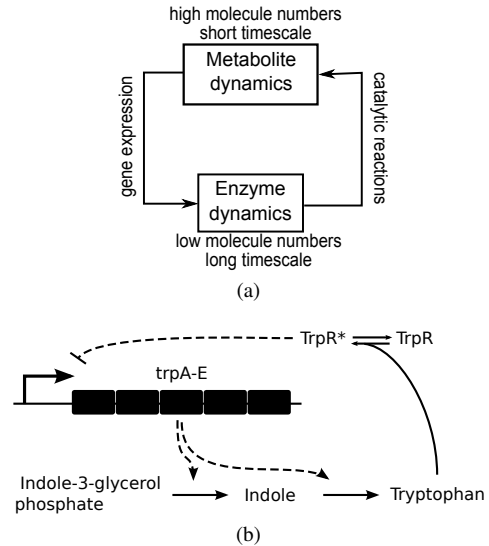 high molecule numbers
short timescale
Metabolite
dynamics
gene expression
catalytic reactions
Enzyme
dynamics
low molecule numbers
long timescale
(a)
TrpR* TrpR
trpA-E
Indole-3-glycerol
phosphate
Indole
Tryptophan
(b)